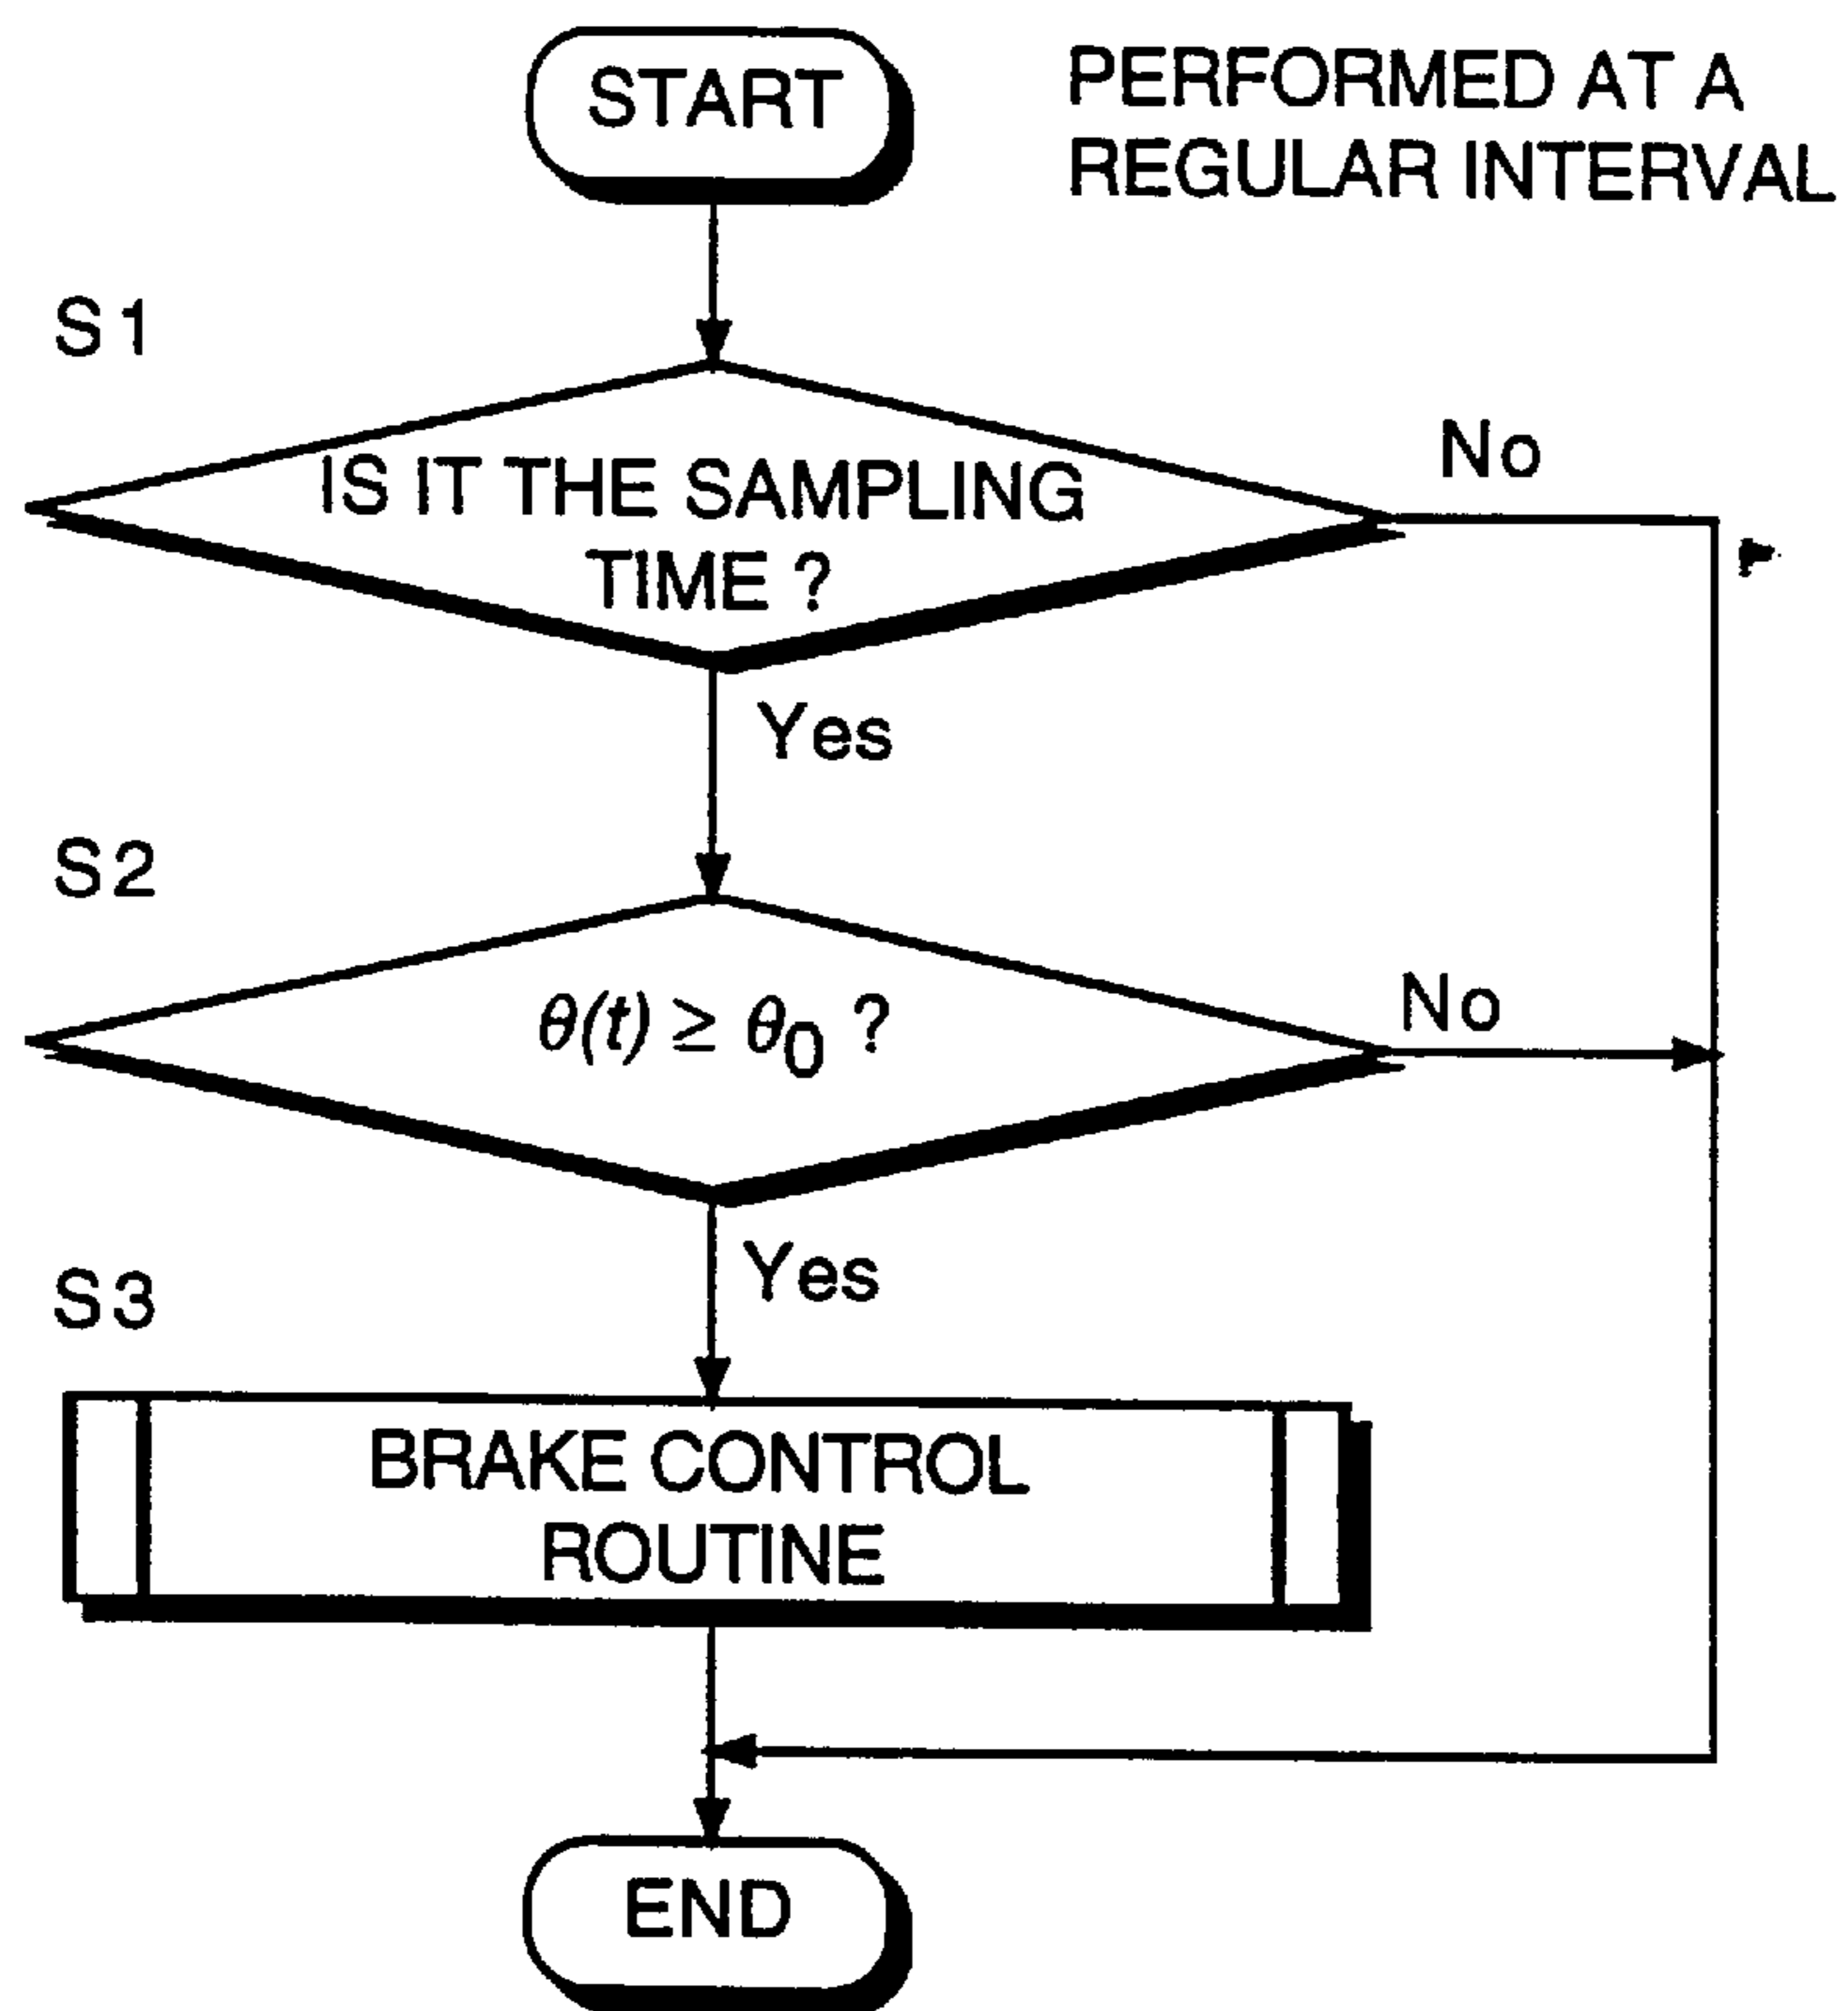 START
PERFORMED AT A
REGULAR INTERVAL
S1
IS IT THE SAMPLING
TIME ?
No
Yes
S2
θ(t) ≥ θ0 ?
No
Yes
S3
BRAKE CONTROL
ROUTINE
END